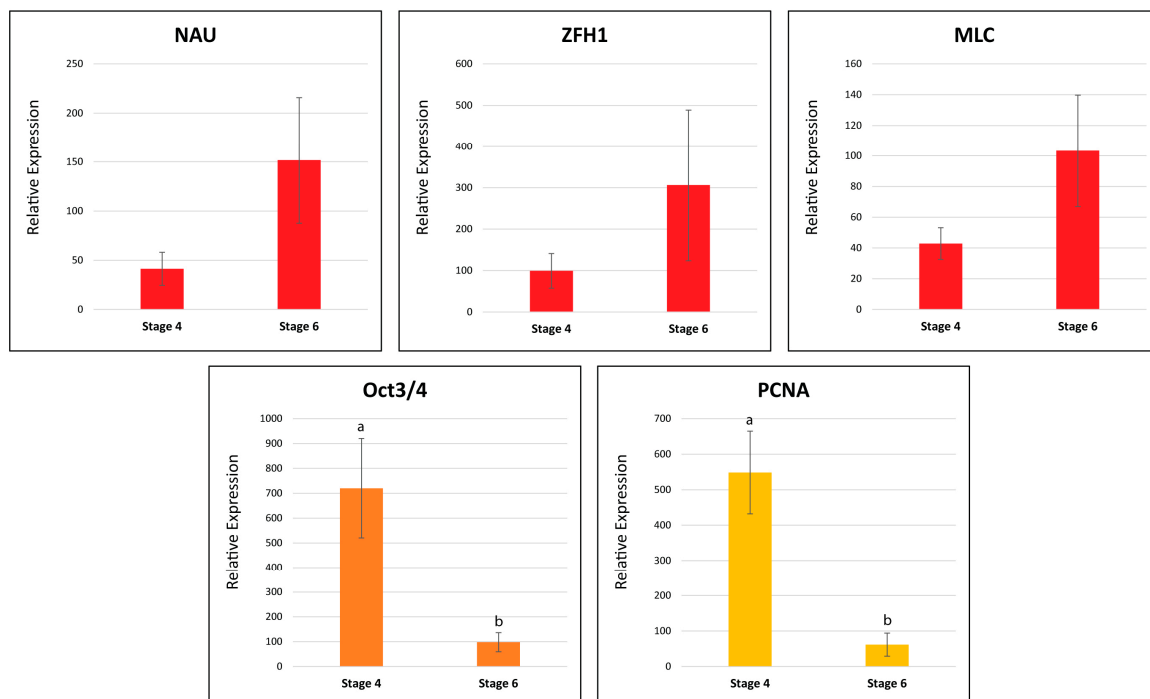 NAU
250
200
150
100
50
0
Relative Expression
Stage 4
Stage 6
ZFH1
600
500
400
300
200
100
0
Relative Expression
Stage 4
Stage 6
MLC
160
140
120
100
80
60
40
20
0
Relative Expression
Stage 4
Stage 6
Oct3/4
1000
900
800
700
600
500
400
300
200
100
0
Relative Expression
a
b
Stage 4
Stage 6
PCNA
700
600
500
400
300
200
100
0
Relative Expression
a
b
Stage 4
Stage 6